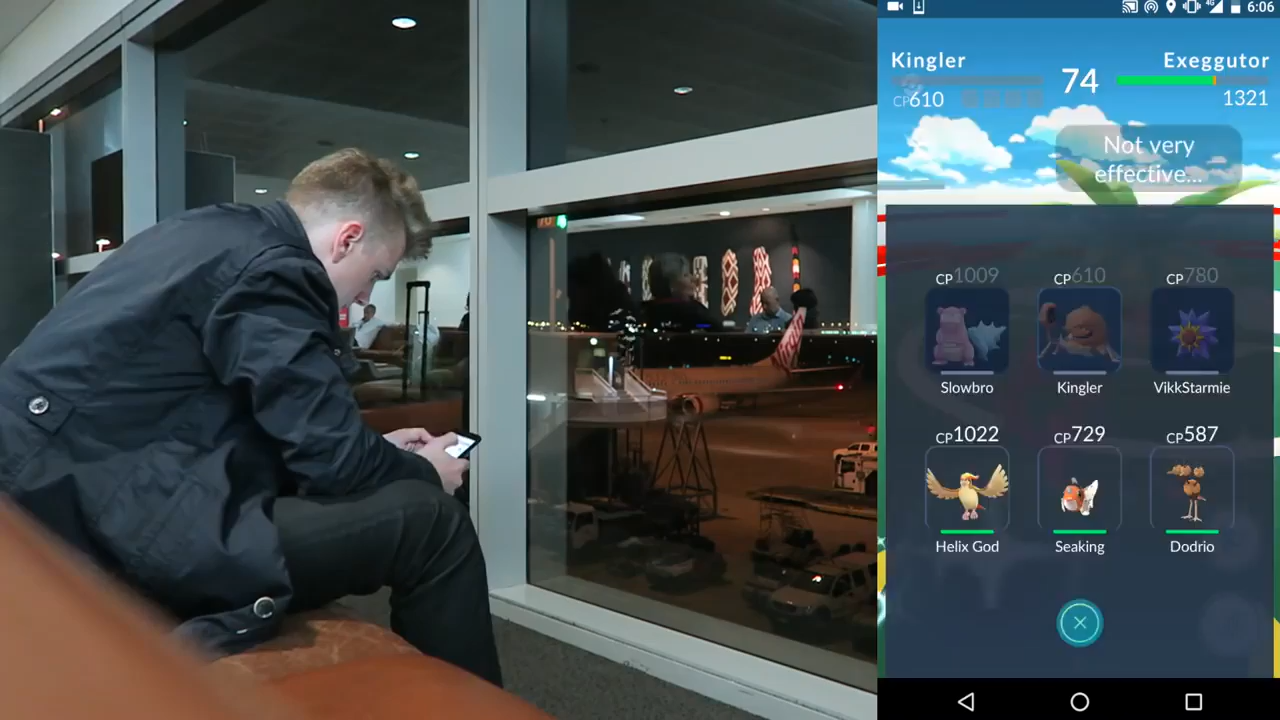 6:06
Kingler
Exeggutor
74
CP610
1321
Not very
effective...
CP1009
CP610
CP780
Slowbro
Kingler
VikkStarmie
CP1022
CP729
CP587
Helix God
Seaking
Dodrio